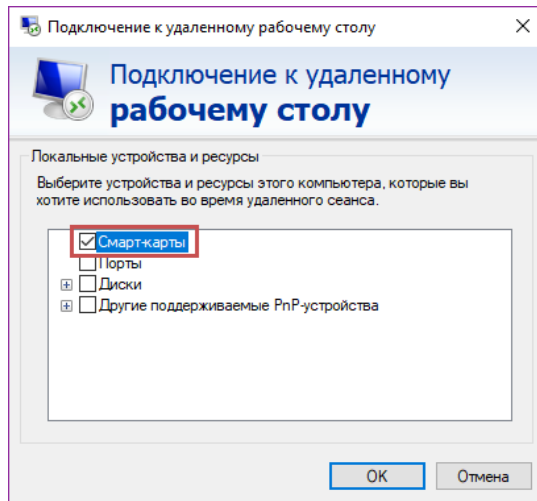 Подключение к удаленному рабочему столу
Подключение к удаленному
рабочему столу
Локальные устройства и ресурсы
Выберите устройства и ресурсы этого компьютера, которые вы
хотите использовать во время удаленного сеанса.
Смарт-карты
Порты
Диски
Другие поддерживаемые PnP-устройства
OK
Отмена